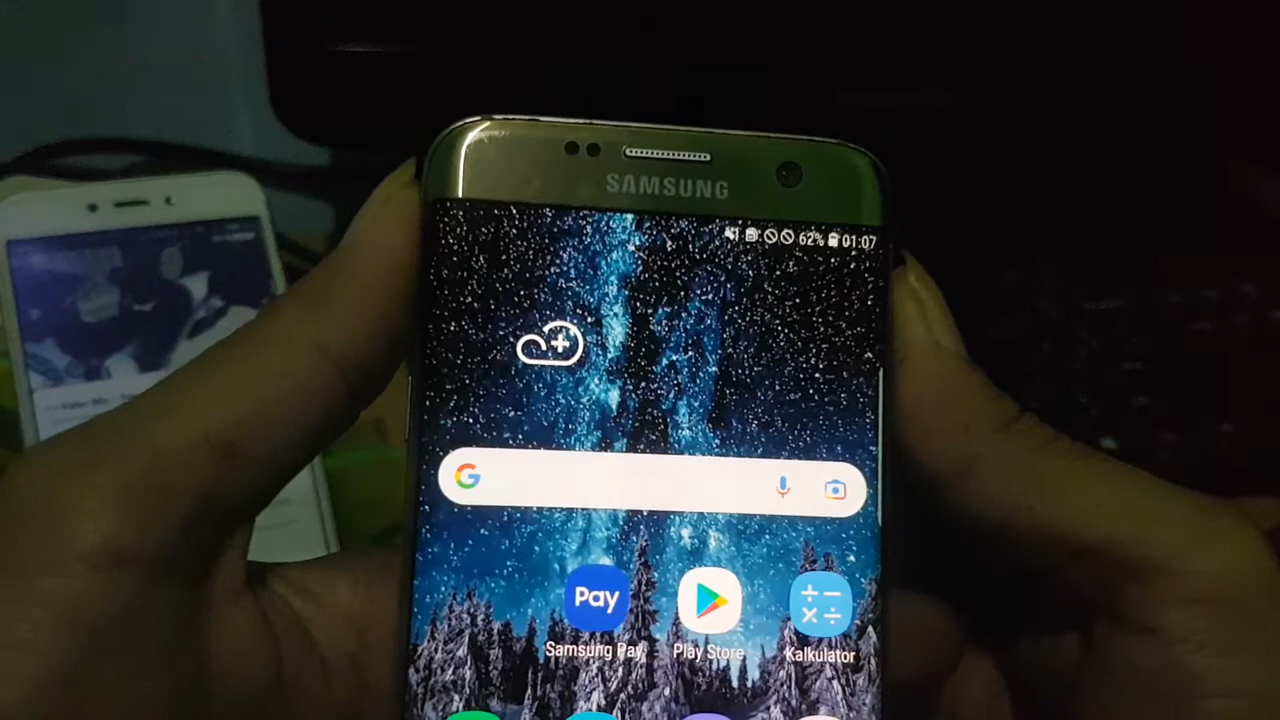 SAMSUNG
62% 01:07
Pay
Samsung Pay
Play Store
Kalkulator